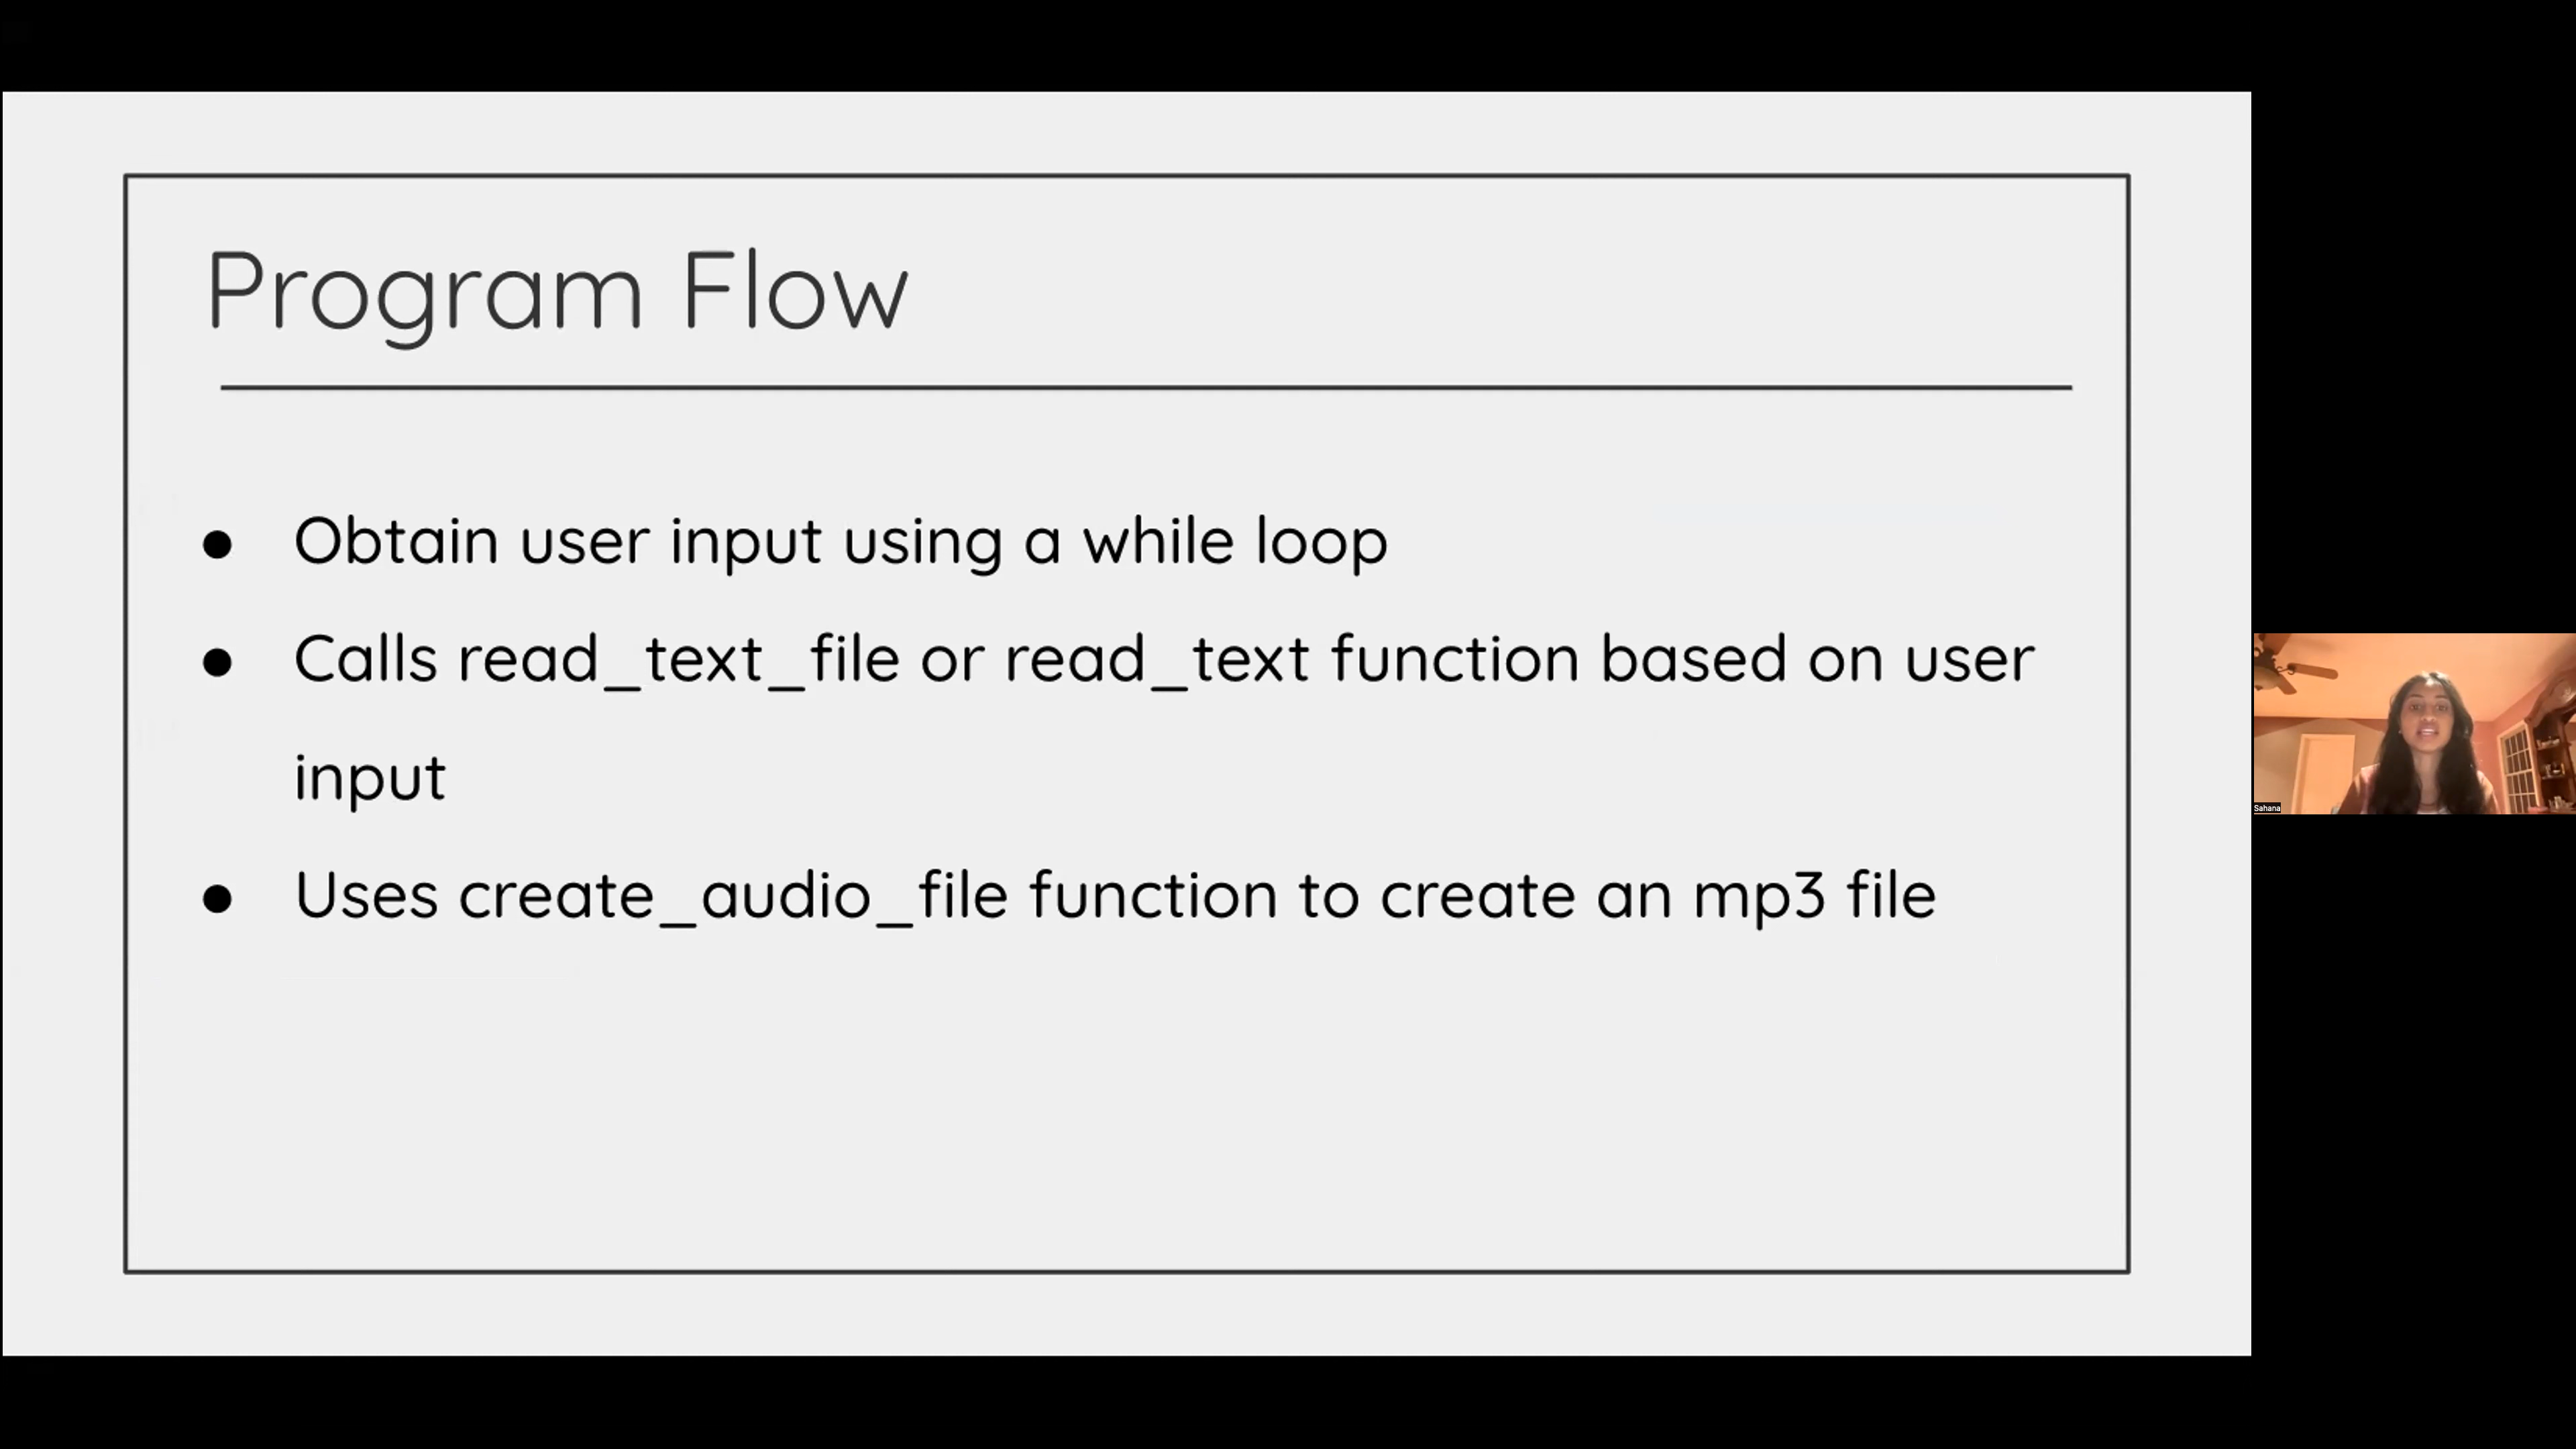 Program Flow
● Obtain user input using a while loop
● Calls read_text_file or read_text function based on user
input
● Uses create_audio_file function to create an mp3 file
Sahana